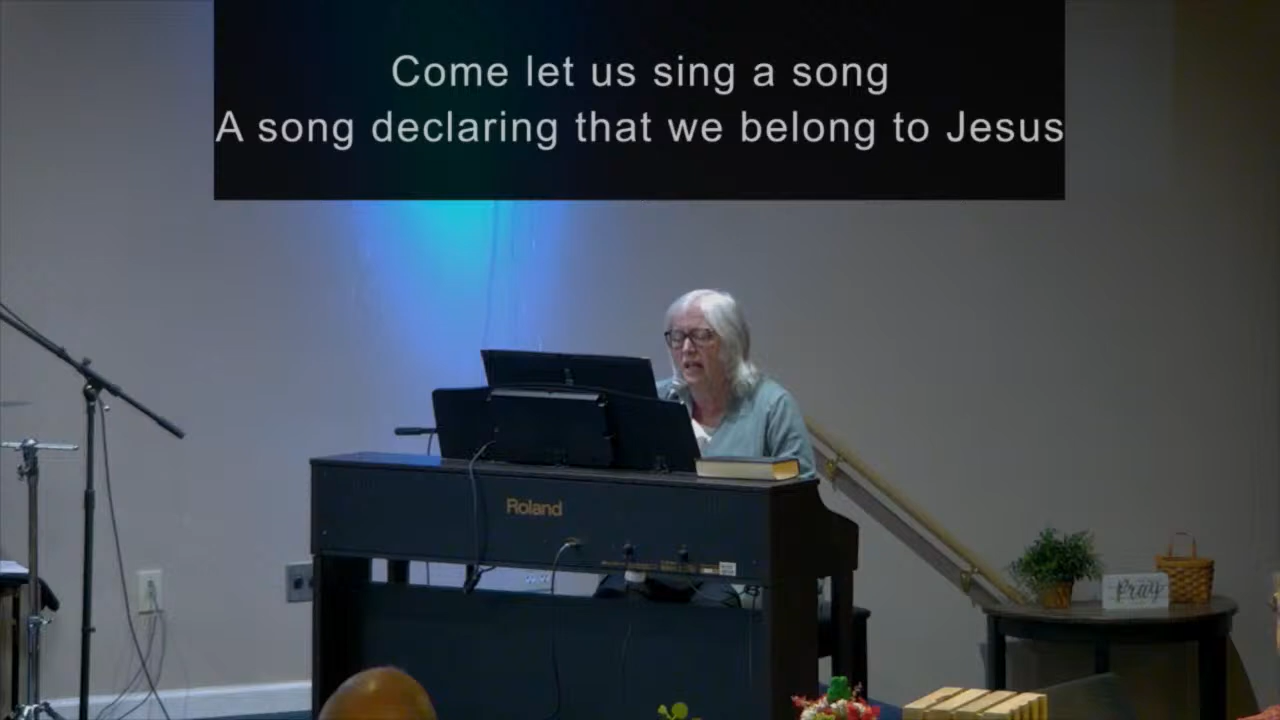 Come let us sing a song
A song declaring that we belong to Jesus
Roland
Pray